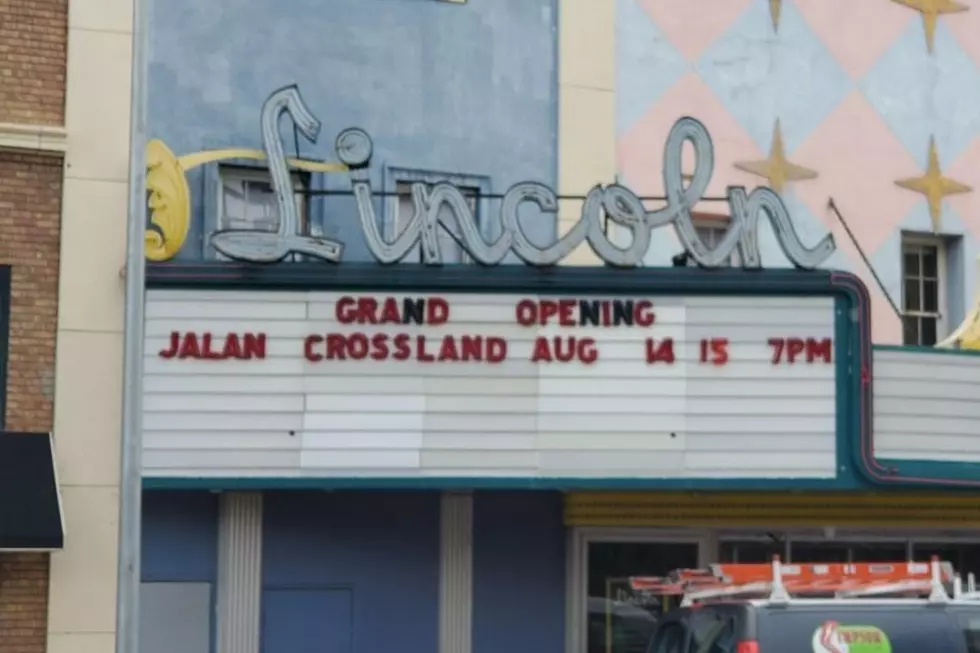 Lincoln
GRAND OPENING
JALAN CROSSLAND AUG 14 15 7PM